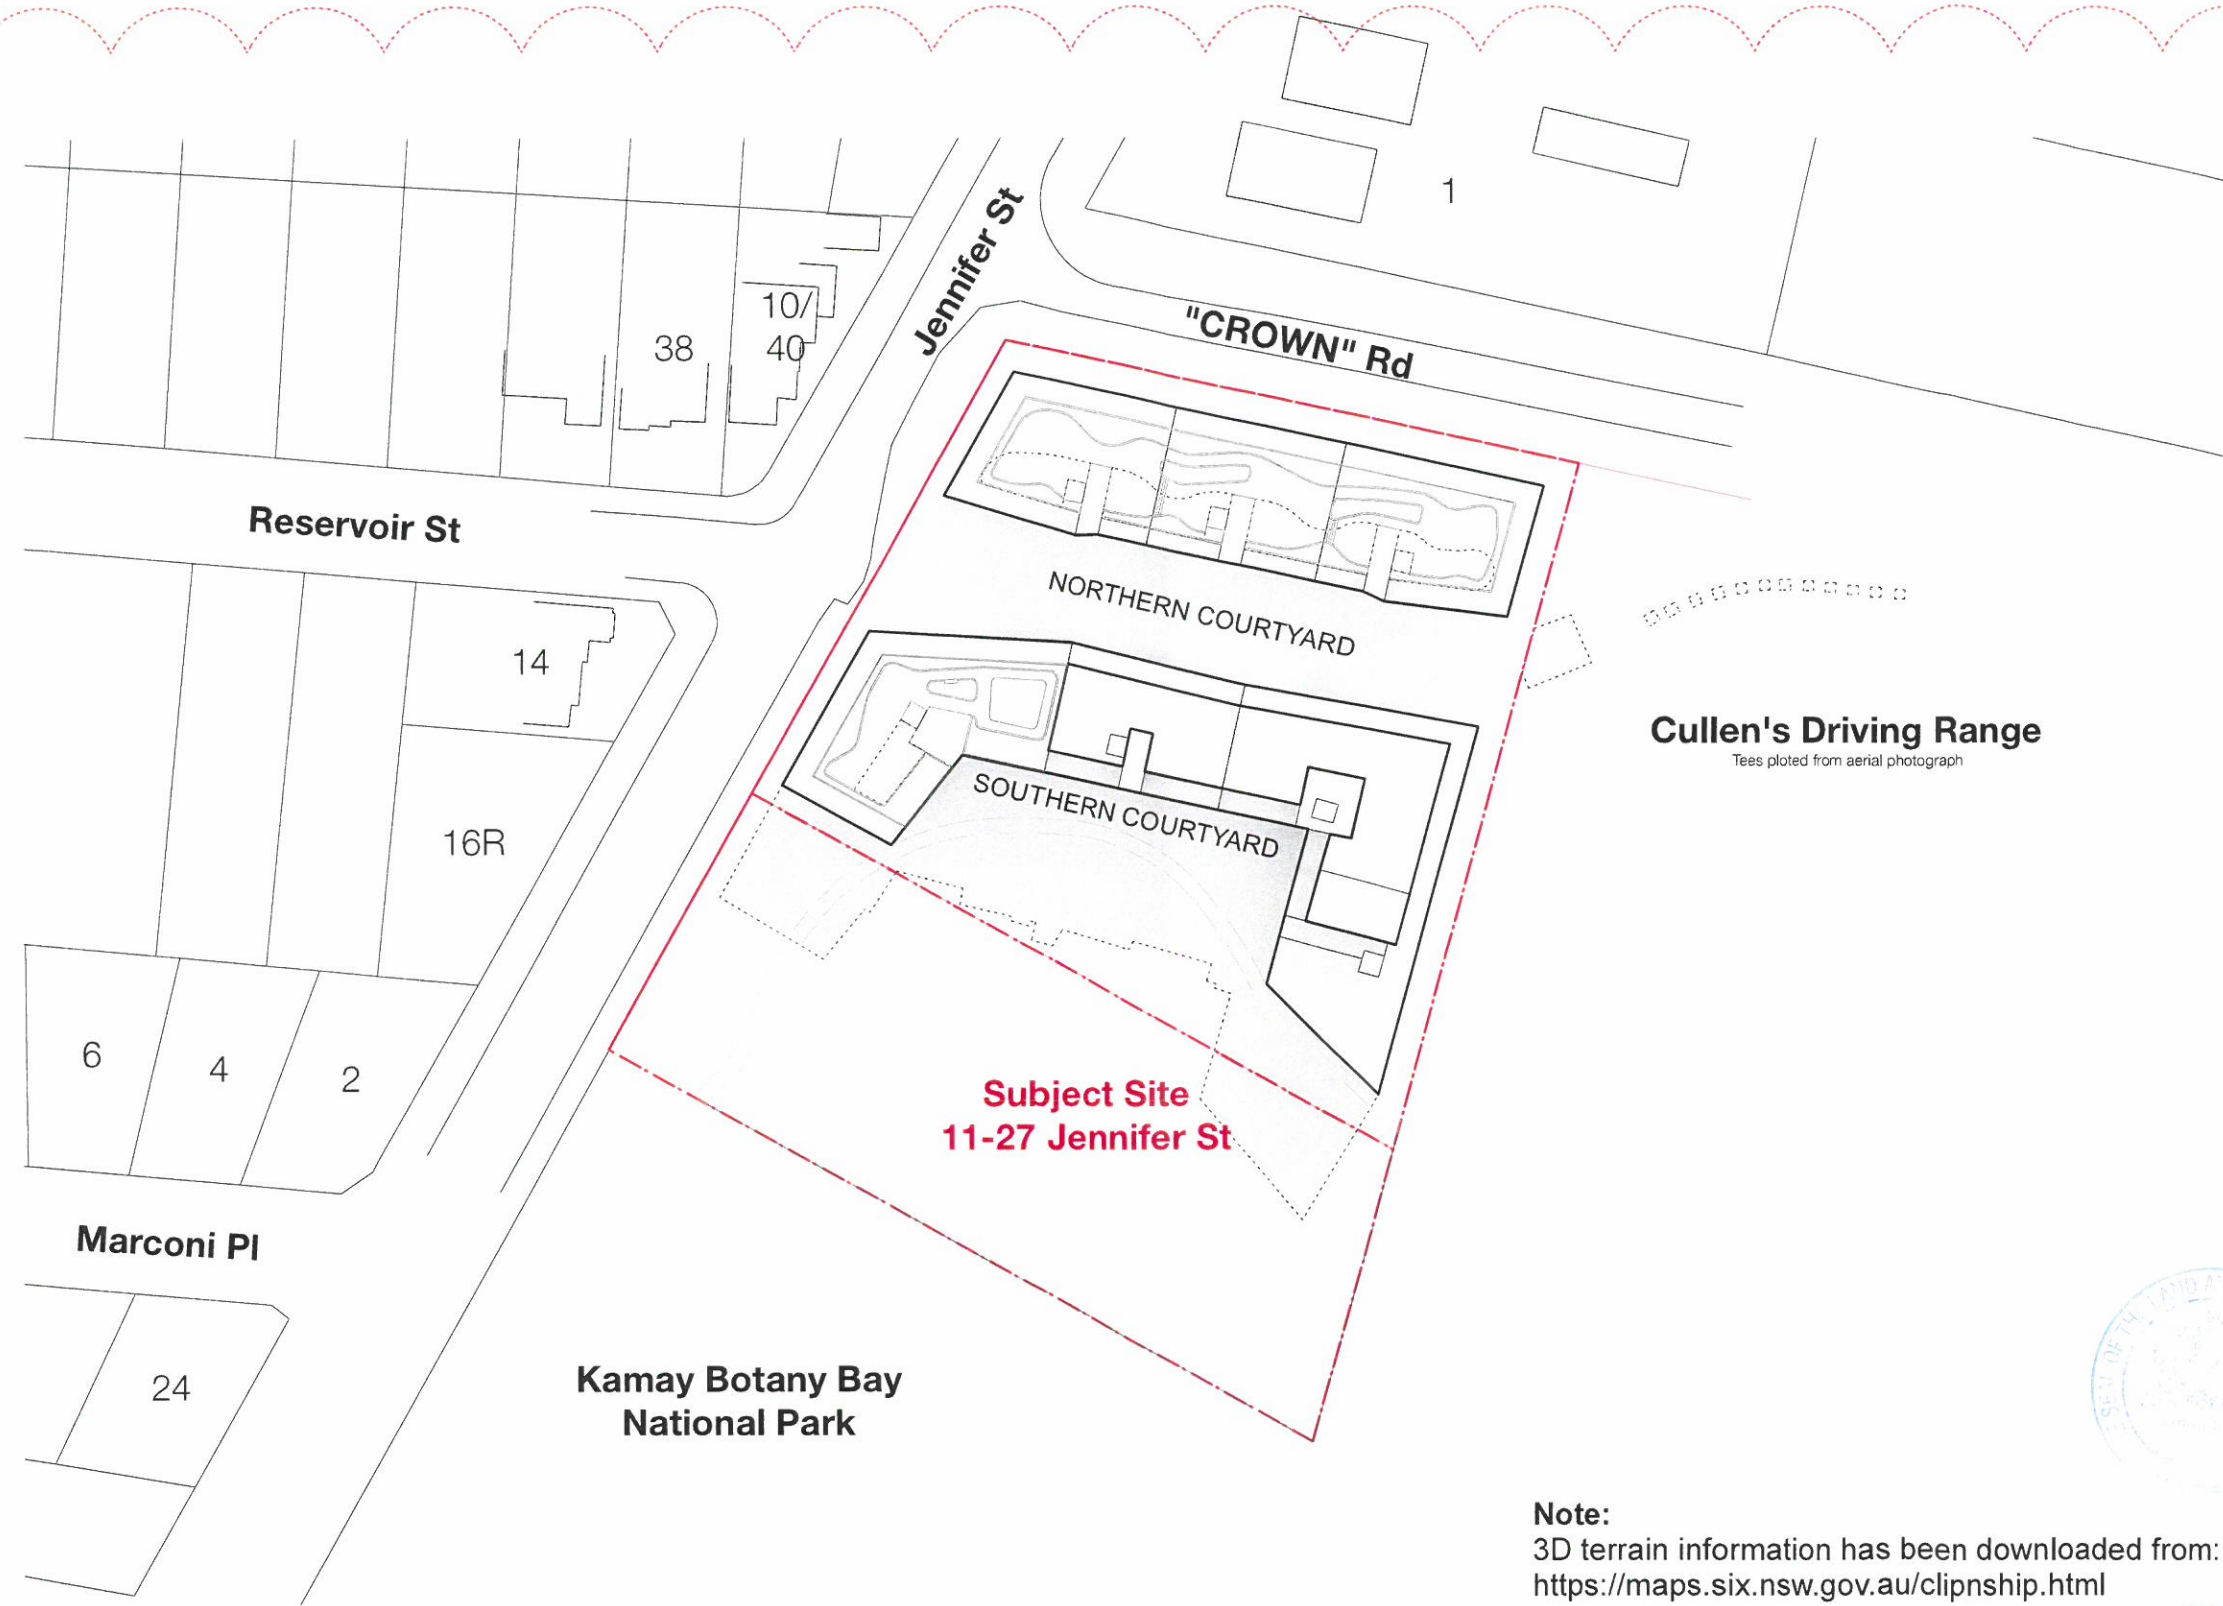 1
Jennifer St
"CROWN" Rd
10/
40
38
Reservoir St
NORTHERN COURTYARD
14
Cullen's Driving Range
Tees ploted from aerial photograph
SOUTHERN COURTYARD
16R
6
4
2
Subject Site
11-27 Jennifer St
Marconi Pl
24
Kamay Botany Bay
National Park
Note:
3D terrain information has been downloaded from:
https://maps.six.nsw.gov.au/clipnship.html